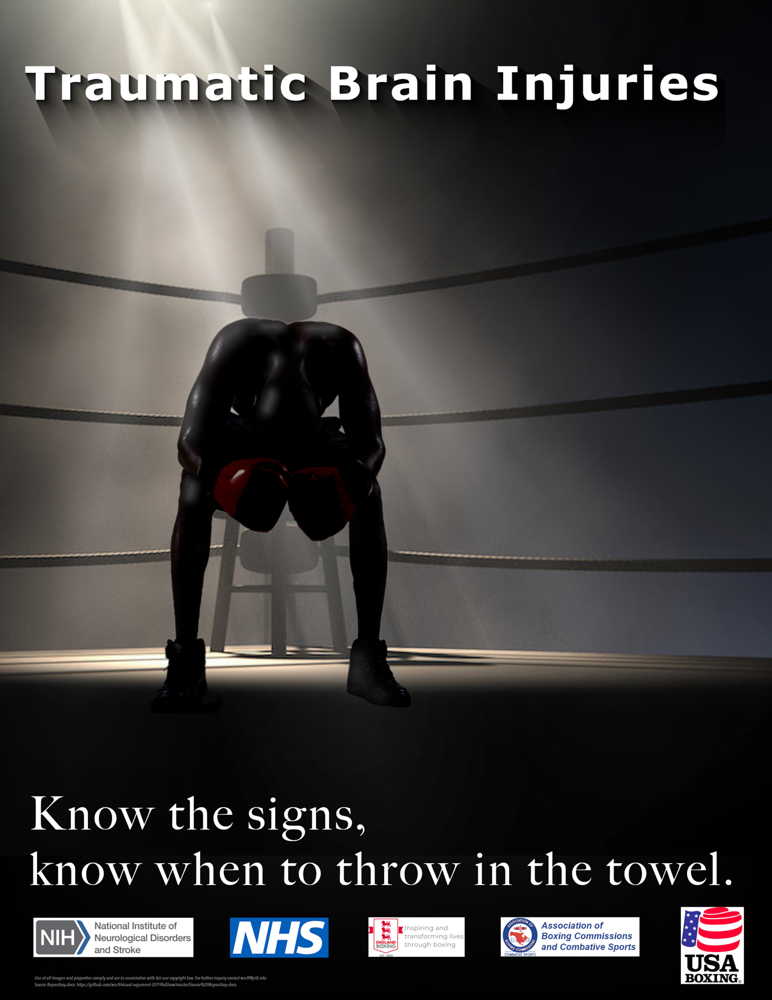 Traumatic Brain Injuries
a
Know the signs,
know when to throw in the towel.
NIH
National Institute of
Neurological Disorders
and Stroke
NHS
ENGLAND
BOXING
EST. 1880
Inspiring and
transforming lives
through boxing
ASSOCIATION OF
BOXING COMMISSIONS
COMBATIVE SPORTS
Association of
Boxing Commissions
and Combative Sports
USA
BOXING®
Use of all images and properties comply and are in association with fair use copyright law. For further inquiry contact wsc9@pitt.edu
Source Repository.docx: https://github.com/wsc9/visual-argument-2019fall/raw/master/Source%20Repository.docx